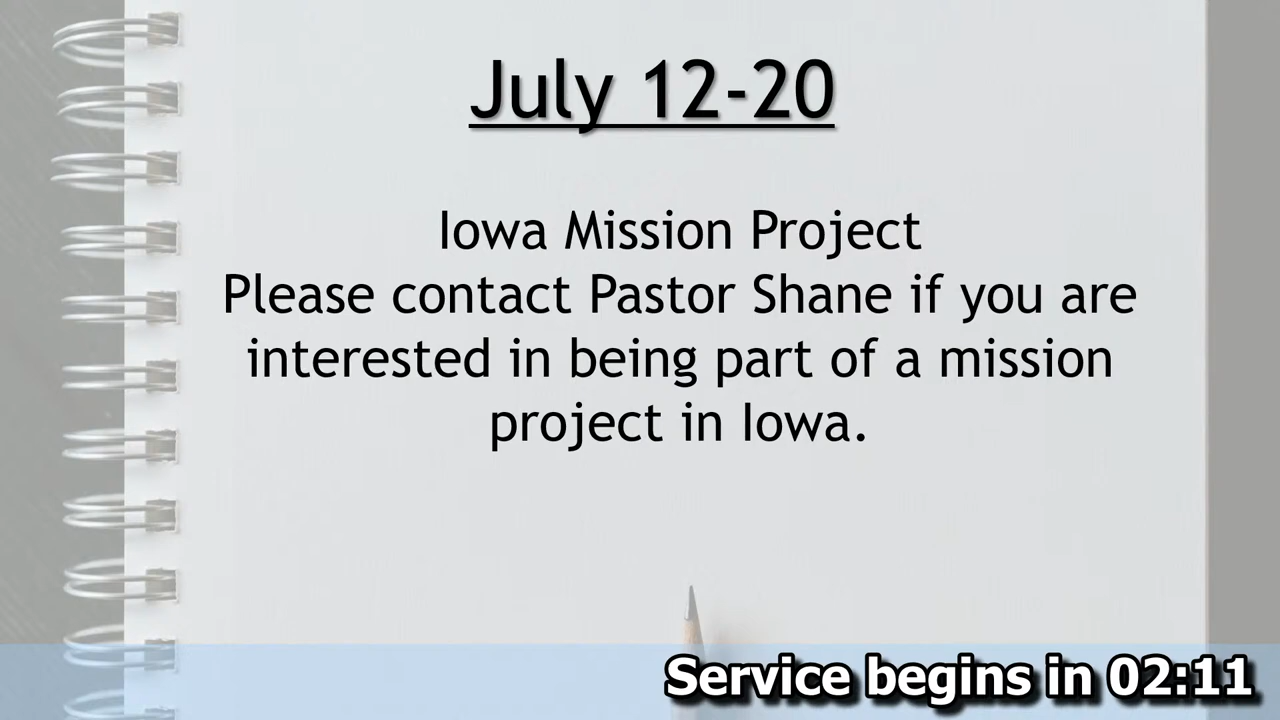 July 12-20
Iowa Mission Project
Please contact Pastor Shane if you are
interested in being part of a mission
project in Iowa.
Service begins in 02:11